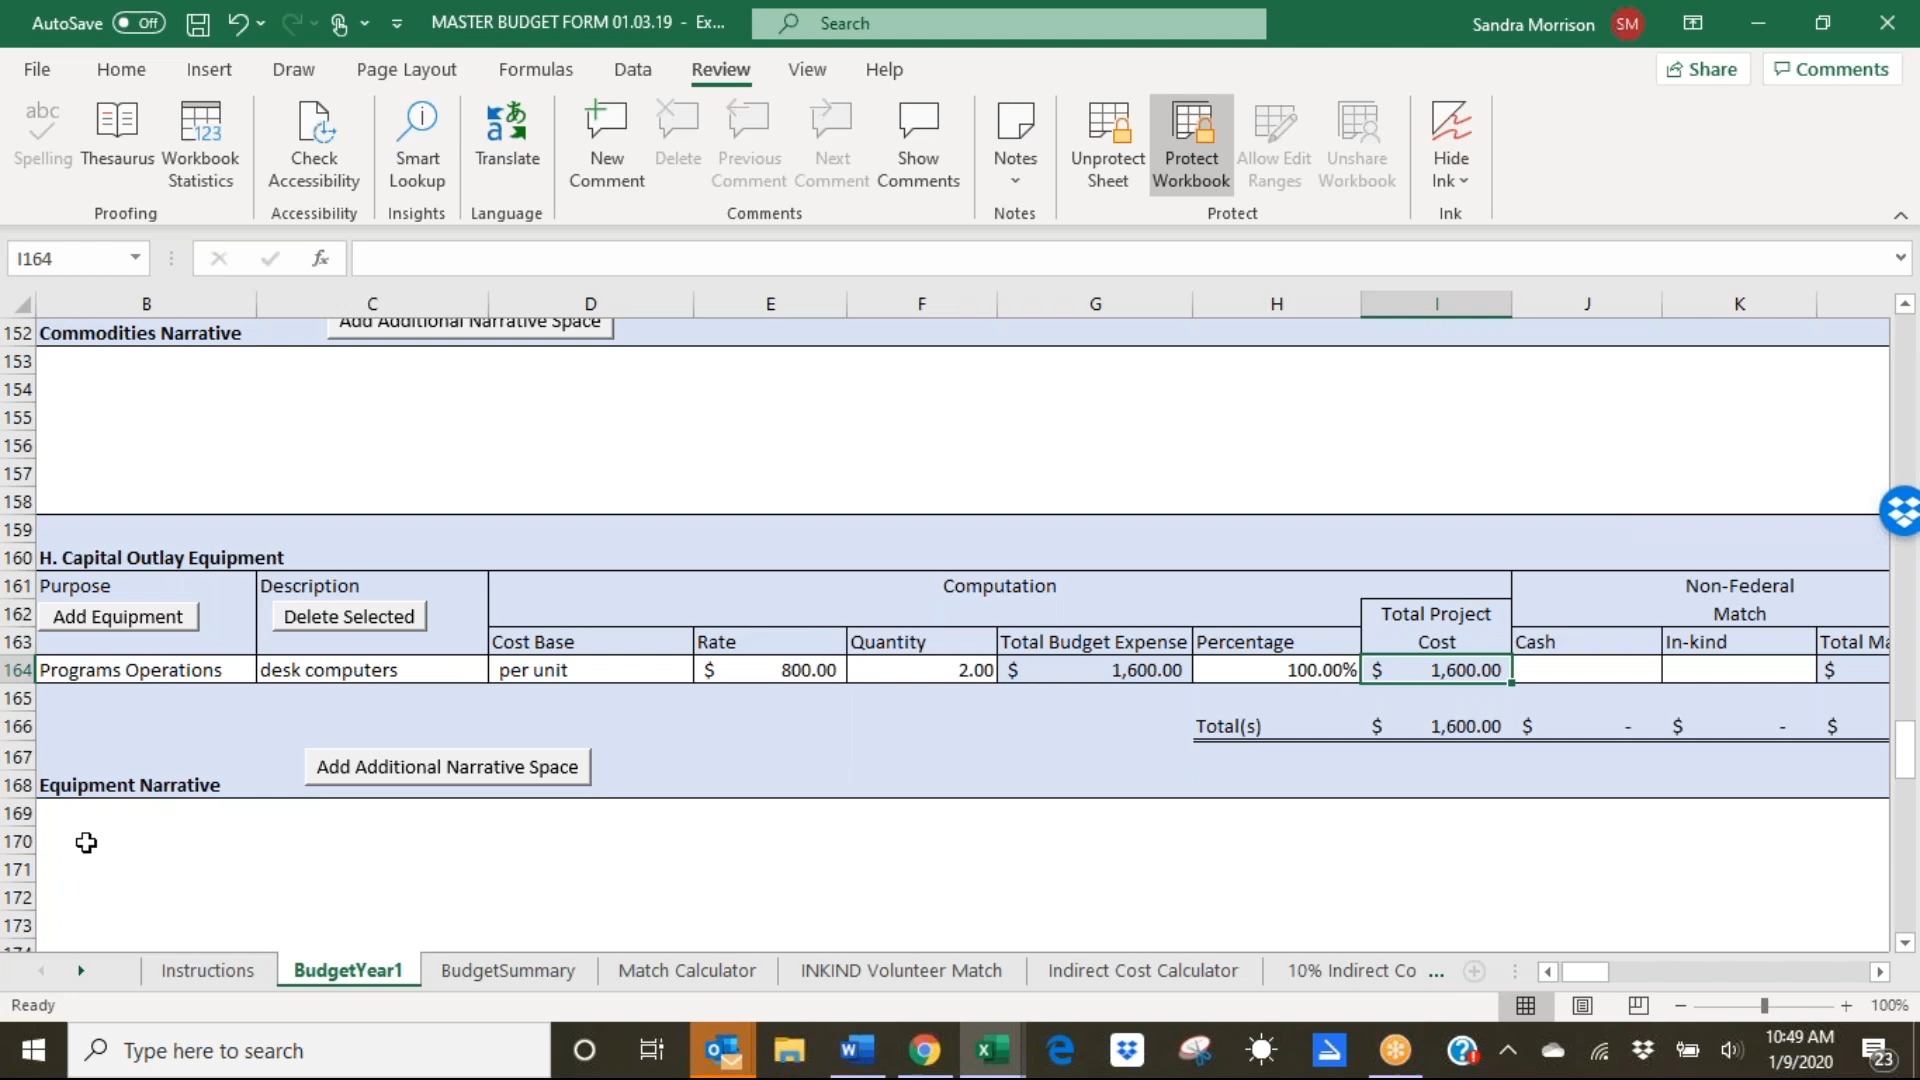 AutoSave Off MASTER BUDGET FORM 01.03.19 - Ex... Search Sandra Morrison SM
File Home Insert Draw Page Layout Formulas Data Review View Help Share Comments
Spelling Thesaurus Workbook Statistics Check Accessibility Smart Lookup Translate New Comment Delete Previous Comment Next Comment Show Comments Notes Unprotect Sheet Protect Workbook Allow Edit Ranges Unshare Workbook Hide Ink
Proofing Accessibility Insights Language Comments Notes Protect Ink
I164 fx
B C D E F G H I J K
Add Additional Narrative Space
152 Commodities Narrative
153
154
155
156
157
158
159
160 H. Capital Outlay Equipment
161 Purpose Description Computation Non-Federal
162 Add Equipment Delete Selected Total Project Match
163 Cost Base Rate Quantity Total Budget Expense Percentage Cost Cash In-kind Total Ma
164 Programs Operations desk computers per unit $ 800.00 2.00 $ 1,600.00 100.00% $ 1,600.00 $
165
166 Total(s) $ 1,600.00 $ - $ - $
167 Add Additional Narrative Space
168 Equipment Narrative
169
170
171
172
173
Instructions BudgetYear1 BudgetSummary Match Calculator INKIND Volunteer Match Indirect Cost Calculator 10% Indirect Co ...
Ready 100%
Type here to search 10:49 AM
1/9/2020 23